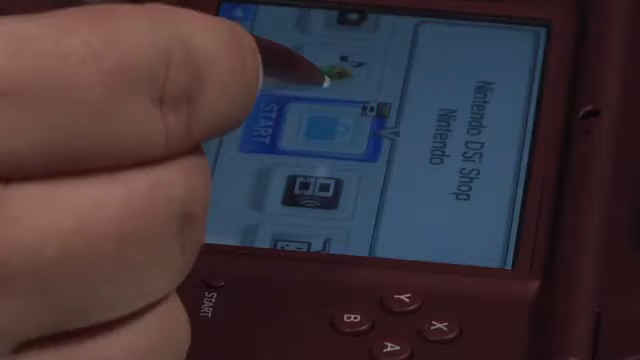 Nintendo DSi Shop
Nintendo
START
START
Y
X
B
A